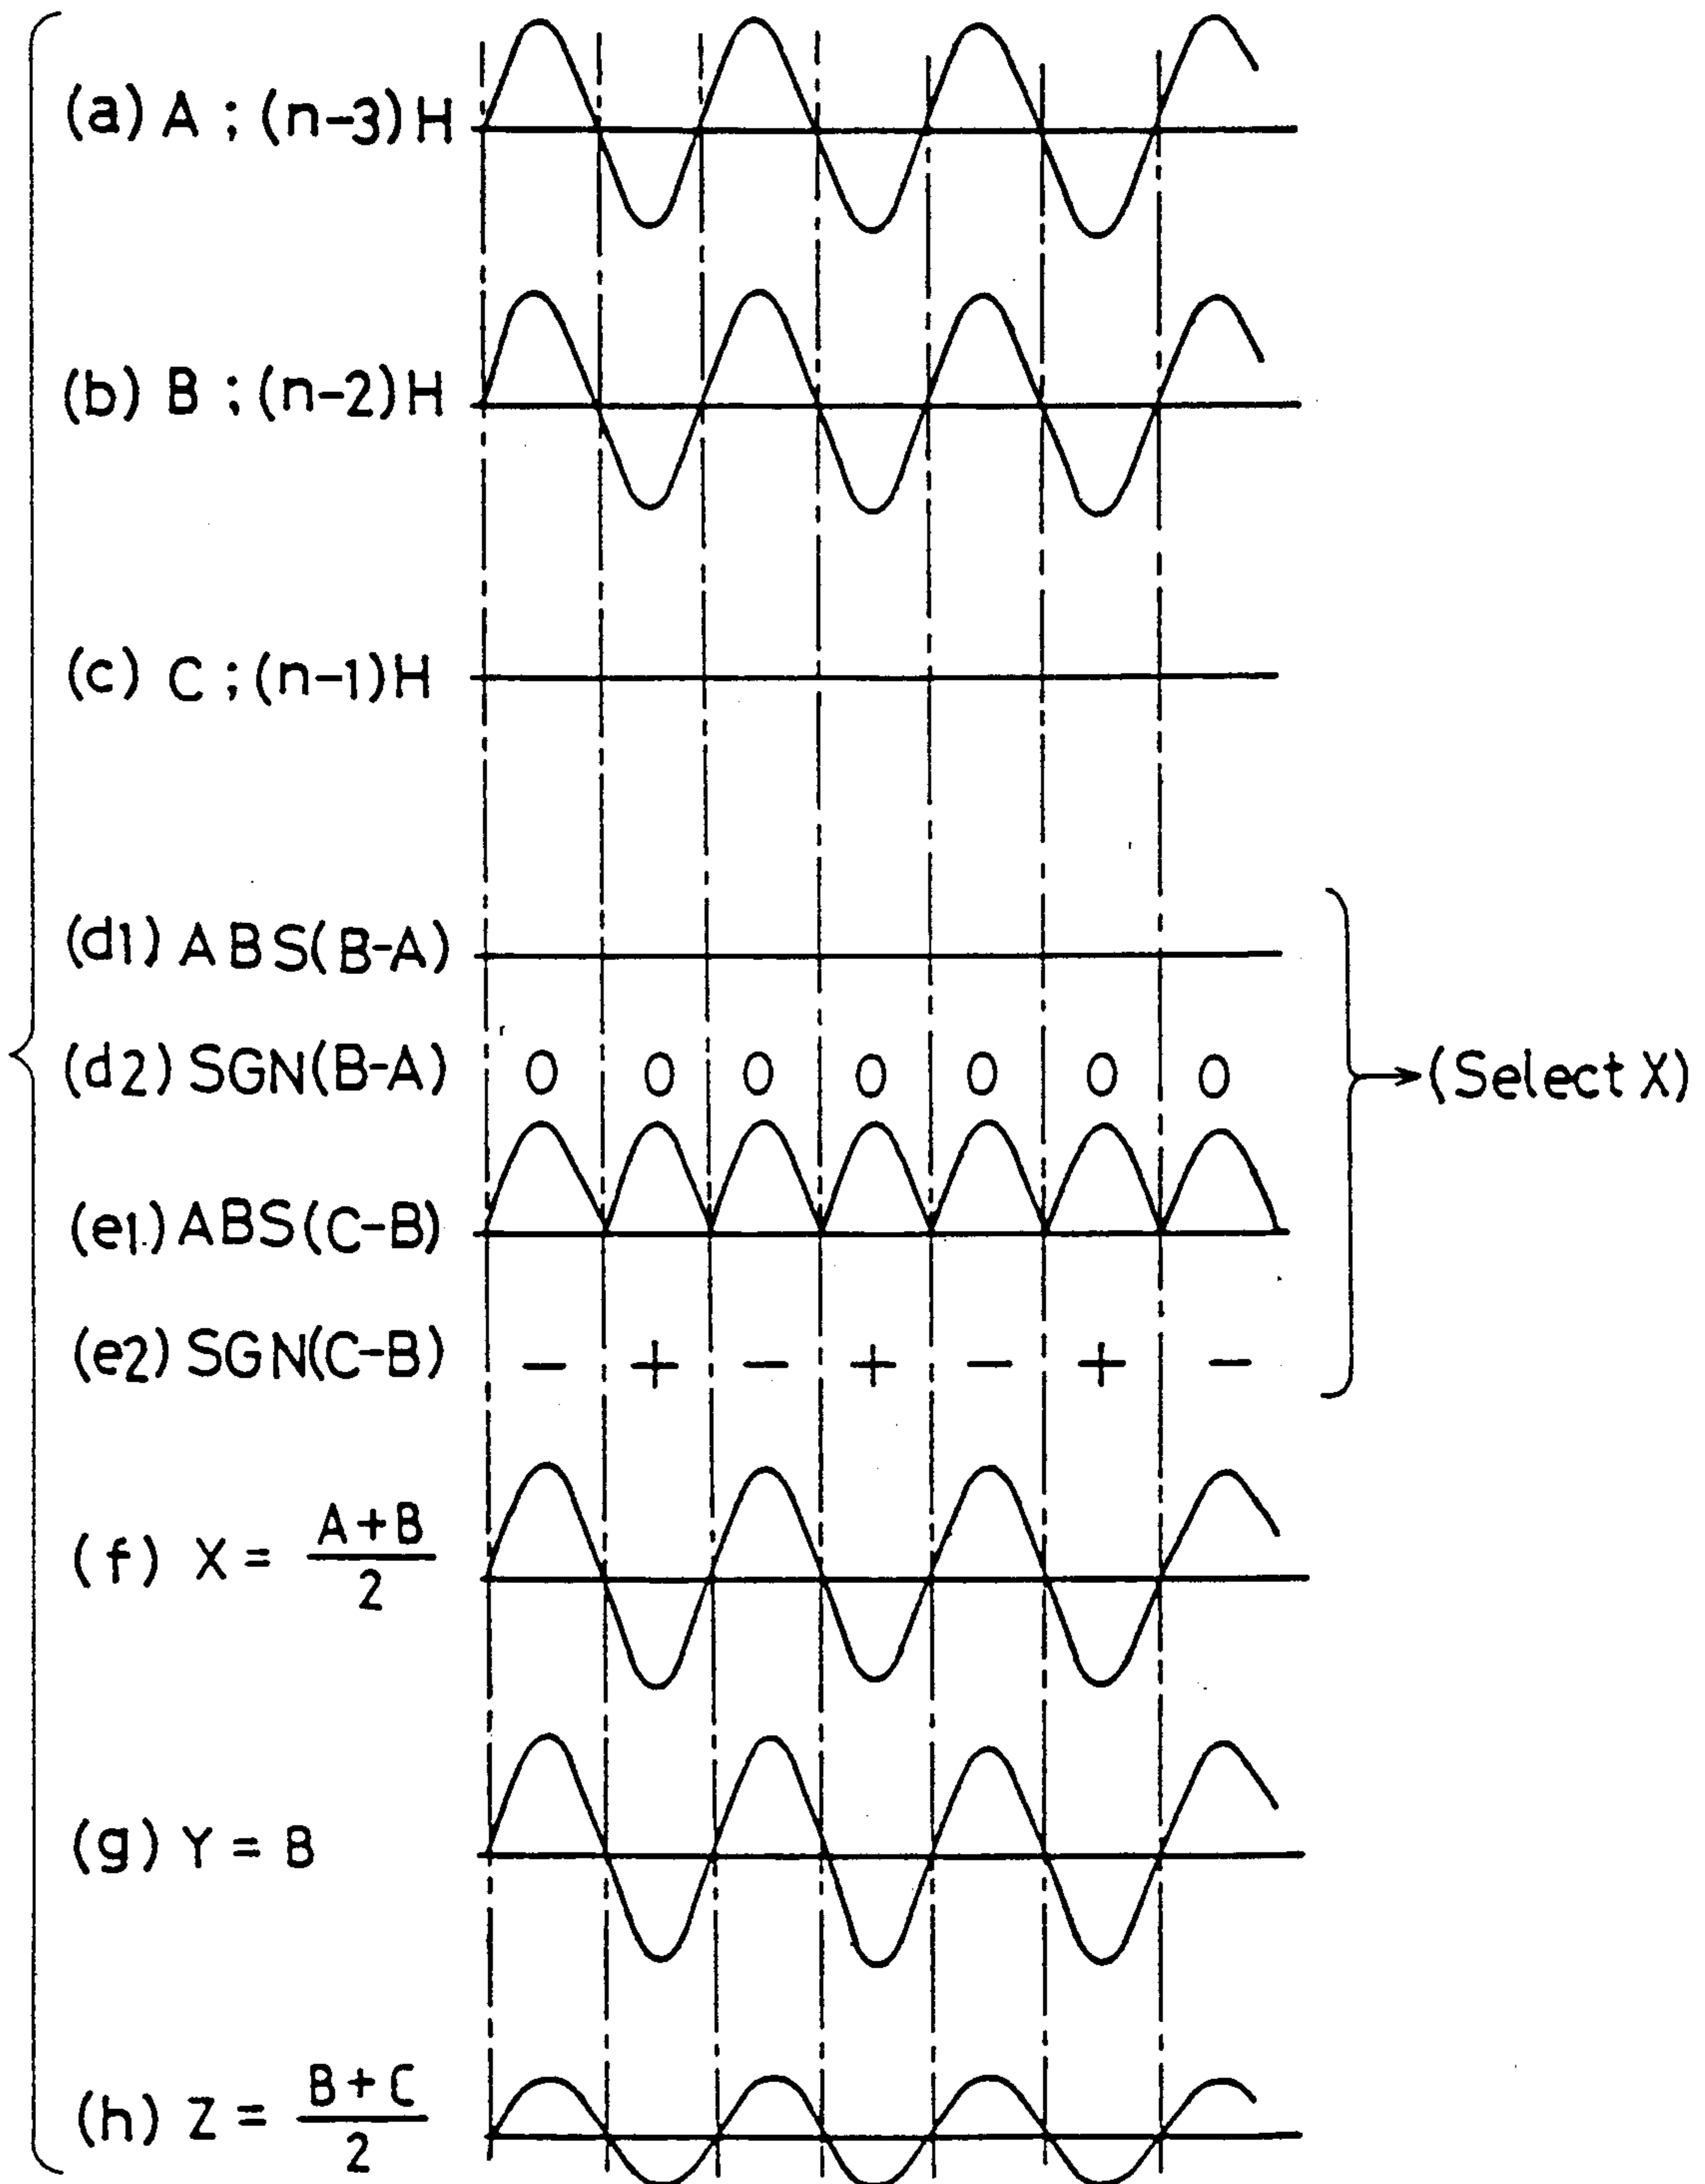 (a) A ; (n-3)H
(b) B ; (n-2)H
(c) C ; (n-1)H
(d1) ABS(B-A)
(d2) SGN(B-A) 0 0 0 0 0 0 0
(Select X)
(e1.) ABS(C-B)
(e2) SGN(C-B) − + − + − + −
(f) X = A+B
2
(g) Y = B
(h) Z = B+C
2